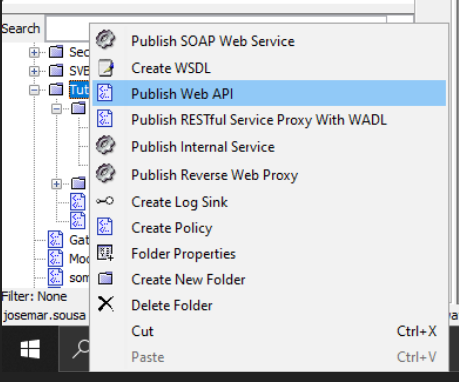 Search
Publish SOAP Web Service
Sec
Create WSDL
SVE
Publish Web API
Tut
Publish RESTful Service Proxy With WADL
Publish Internal Service
Publish Reverse Web Proxy
Create Log Sink
Create Policy
Gat
Folder Properties
Moc
Create New Folder
som
Delete Folder
Filter: None
Cut Ctrl+X
josemar.sousa
Paste Ctrl+V